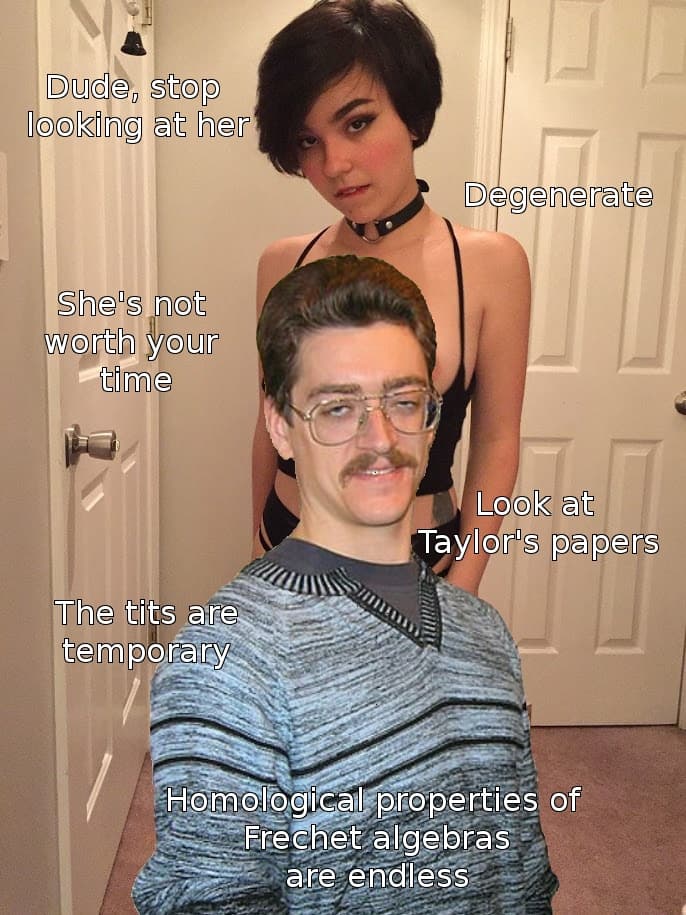 Dude, stop
looking at her
Degenerate
She's not
worth your
time
Look at
Taylor's papers
The tits are
temporary
Homological properties of
Frechet algebras
are endless